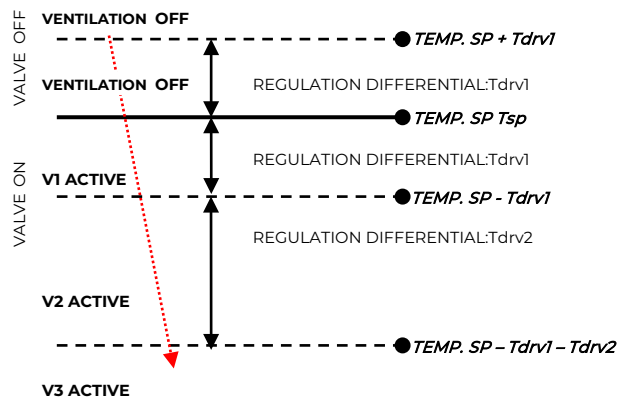 VALVE OFF
VENTILATION OFF
TEMP. SP + Tdrv1
VENTILATION OFF
REGULATION DIFFERENTIAL:Tdrv1
TEMP. SP Tsp
VALVE ON
REGULATION DIFFERENTIAL:Tdrv1
V1 ACTIVE
TEMP. SP - Tdrv1
REGULATION DIFFERENTIAL:Tdrv2
V2 ACTIVE
TEMP. SP – Tdrv1 – Tdrv2
V3 ACTIVE